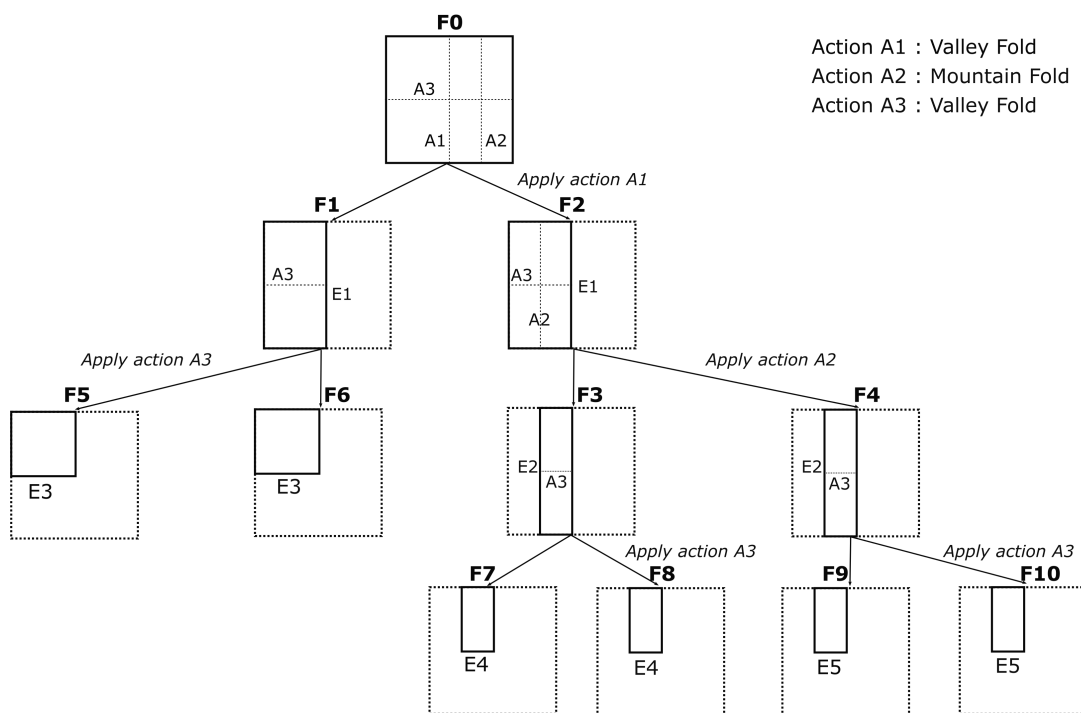 F0
Action A1 : Valley Fold
Action A2 : Mountain Fold
Action A3 : Valley Fold
A3
A1
A2
Apply action A1
F1
F2
A3
E1
A3
E1
A2
Apply action A3
Apply action A2
F5
F6
F3
F4
E2
A3
E2
A3
E3
E3
Apply action A3
Apply action A3
F7
F8
F9
F10
E4
E4
E5
E5